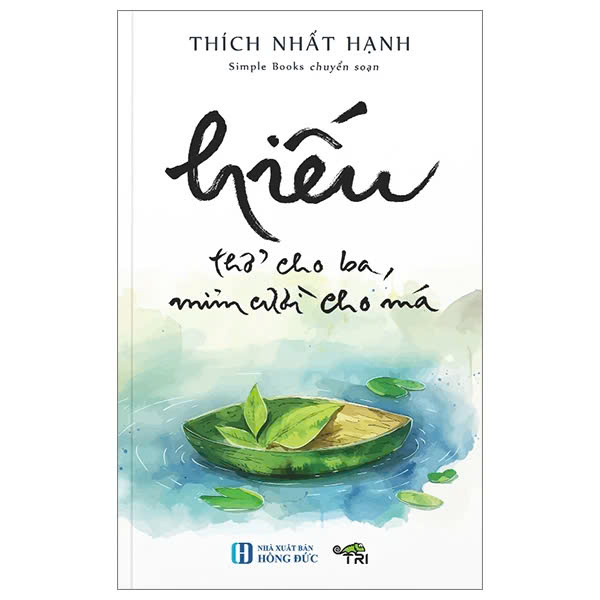 THÍCH NHẤT HẠNH
Simple Books chuyển soạn
hiếu
thở cho ba,
mỉm cười cho má
NHÀ XUẤT BẢN
HỒNG ĐỨC
TRI